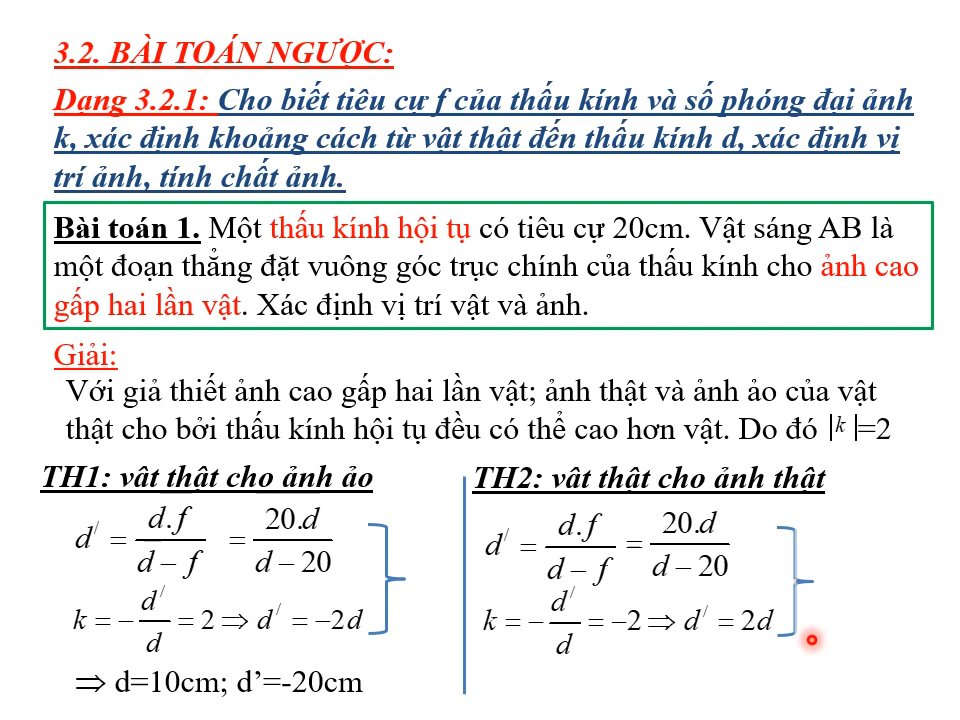 3.2. BÀI TOÁN NGƯỢC:
Dạng 3.2.1: Cho biết tiêu cự f của thấu kính và số phóng đại ảnh
k, xác định khoảng cách từ vật thật đến thấu kính d, xác định vị
trí ảnh, tính chất ảnh.
Bài toán 1. Một thấu kính hội tụ có tiêu cự 20cm. Vật sáng AB là
một đoạn thẳng đặt vuông góc trục chính của thấu kính cho ảnh cao
gấp hai lần vật. Xác định vị trí vật và ảnh.
Giải:
Với giả thiết ảnh cao gấp hai lần vật; ảnh thật và ảnh ảo của vật
thật cho bởi thấu kính hội tụ đều có thể cao hơn vật. Do đó |k|=2
TH1: vât thật cho ảnh ảo
d/ = d.f / (d − f) = 20.d / (d − 20)
k = − d/ / d = 2 ⇒ d/ = −2d
⇒ d=10cm; d’=-20cm
TH2: vât thật cho ảnh thật
d/ = d.f / (d − f) = 20.d / (d − 20)
k = − d/ / d = −2 ⇒ d/ = 2d